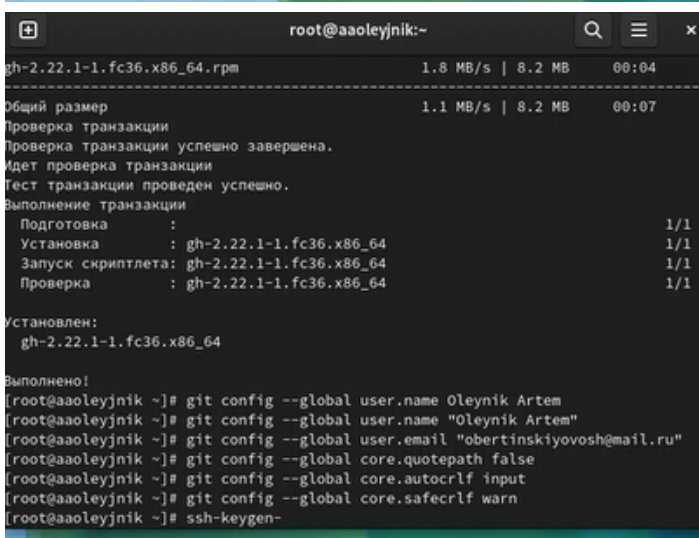 root@aaoleyjnik:~
gh-2.22.1-1.fc36.x86_64.rpm 1.8 MB/s | 8.2 MB 00:04
--------------------------------------------------------------------------------
Общий размер 1.1 MB/s | 8.2 MB 00:07
Проверка транзакции
Проверка транзакции успешно завершена.
Идет проверка транзакции
Тест транзакции проведен успешно.
Выполнение транзакции
Подготовка : 1/1
Установка : gh-2.22.1-1.fc36.x86_64 1/1
Запуск скриптлета: gh-2.22.1-1.fc36.x86_64 1/1
Проверка : gh-2.22.1-1.fc36.x86_64 1/1
Установлен:
gh-2.22.1-1.fc36.x86_64
Выполнено!
[root@aaoleyjnik ~]# git config --global user.name Oleynik Artem
[root@aaoleyjnik ~]# git config --global user.name "Oleynik Artem"
[root@aaoleyjnik ~]# git config --global user.email "obertinskiyovosh@mail.ru"
[root@aaoleyjnik ~]# git config --global core.quotepath false
[root@aaoleyjnik ~]# git config --global core.autocrlf input
[root@aaoleyjnik ~]# git config --global core.safecrlf warn
[root@aaoleyjnik ~]# ssh-keygen-